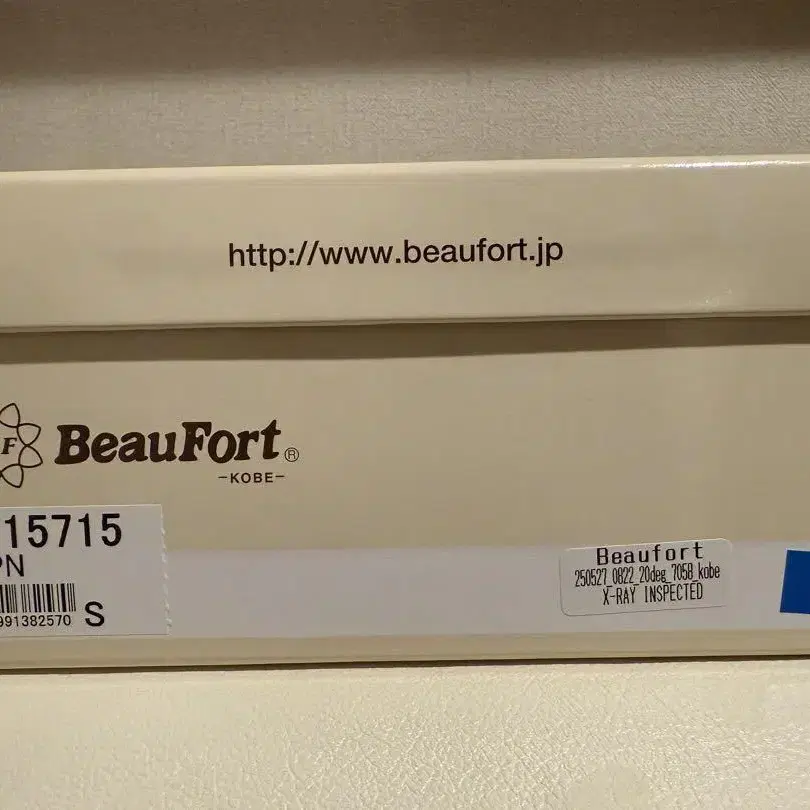 http://www.beaufort.jp
F
BeauFort®
-KOBE-
15715
PN
991382570 S
Beaufort
250527_0822_20deg_7058_kobe
X-RAY INSPECTED